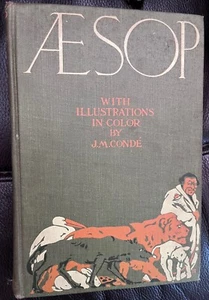 ÆSOP
WITH
ILLUSTRATIONS
IN COLOR
BY
J.M.CONDÉ